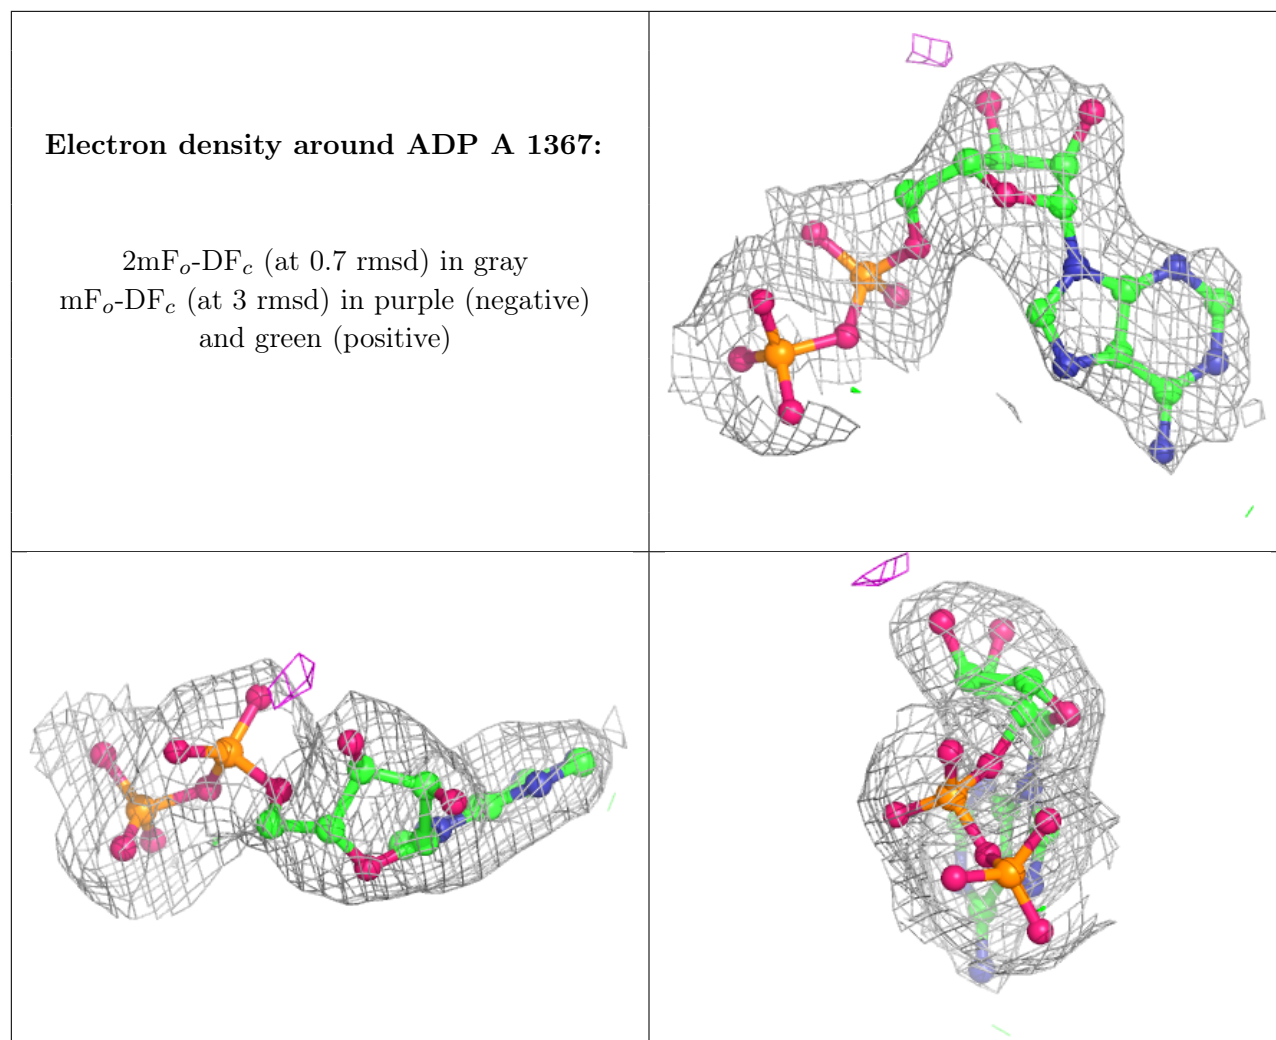 Electron density around ADP A 1367:
2mFo-DFc (at 0.7 rmsd) in gray
mFo-DFc (at 3 rmsd) in purple (negative)
and green (positive)